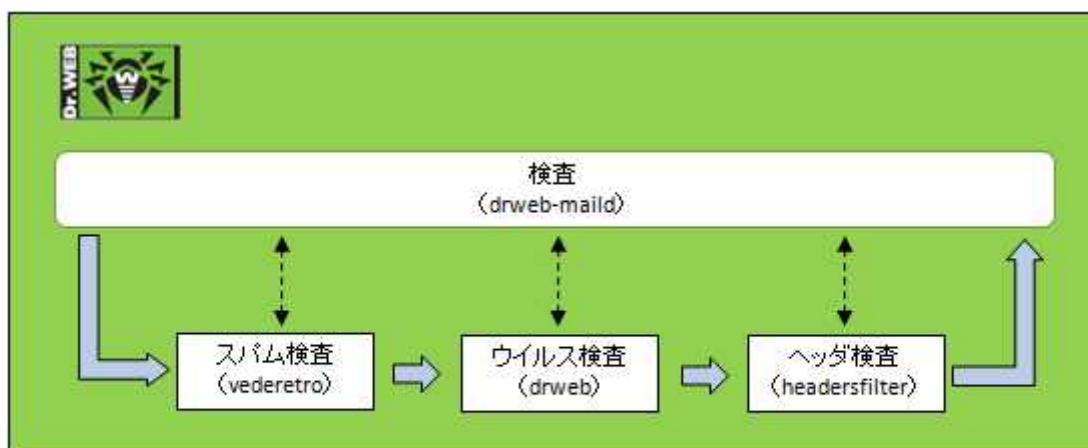 Dr.WEB
検査
(drweb-maild)
スパム検査
(vederetro)
ウイルス検査
(drweb)
ヘッダ検査
(headersfilter)